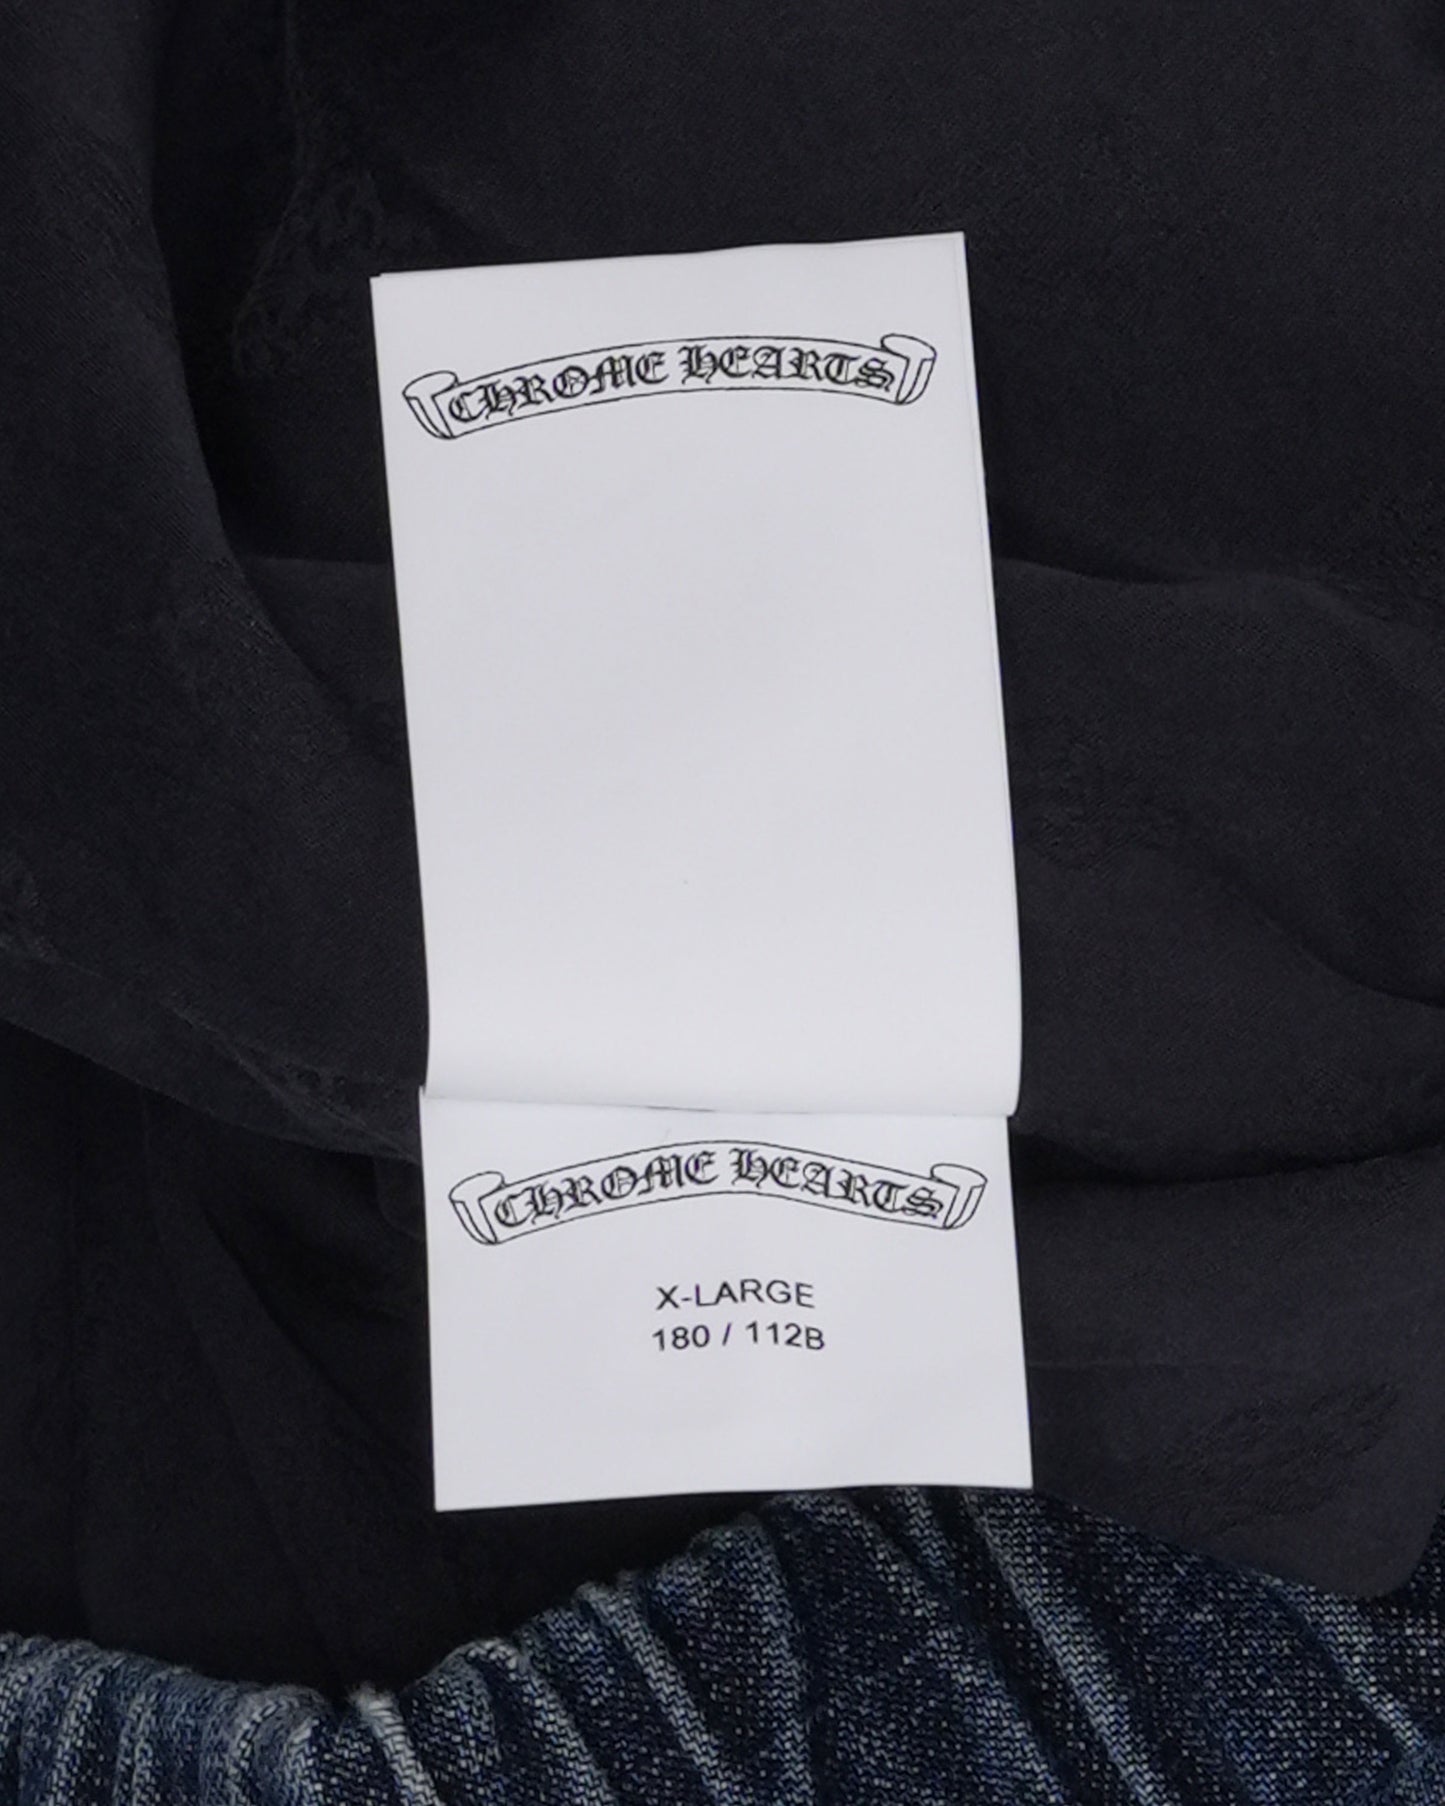 CHROME HEARTS
CHROME HEARTS
X-LARGE
180 / 112B